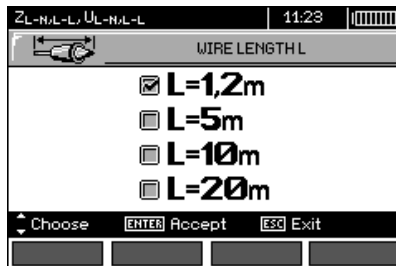 ZL-N,L-L, UL-N,L-L 11:23
WIRE LENGTH L
L=1,2m
L=5m
L=10m
L=20m
Choose ENTER Accept ESC Exit